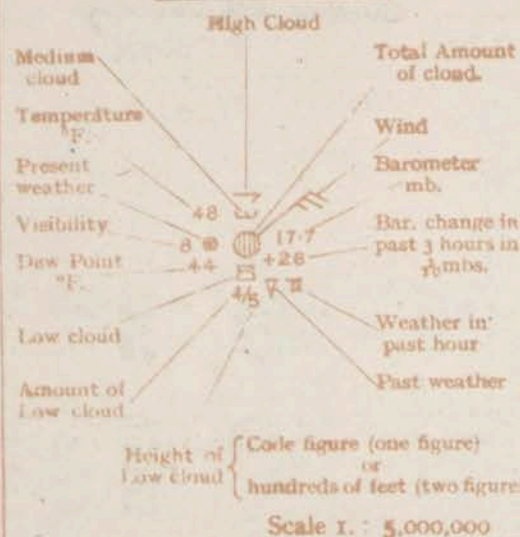 High Cloud
Medium
cloud
Total Amount
of cloud.
Temperature
°F.
Wind
Present
weather
Barometer
mb.
48
Visibility
8
17.7
Bar. change in
past 3 hours in
1/10 mbs.
Dew Point
°F.
44
+28
4/5
Low cloud
Weather in
past hour
Amount of
Low cloud
Past weather
Height of
Low cloud
Code figure (one figure)
or
hundreds of feet (two figure
Scale 1. : 5,000,000